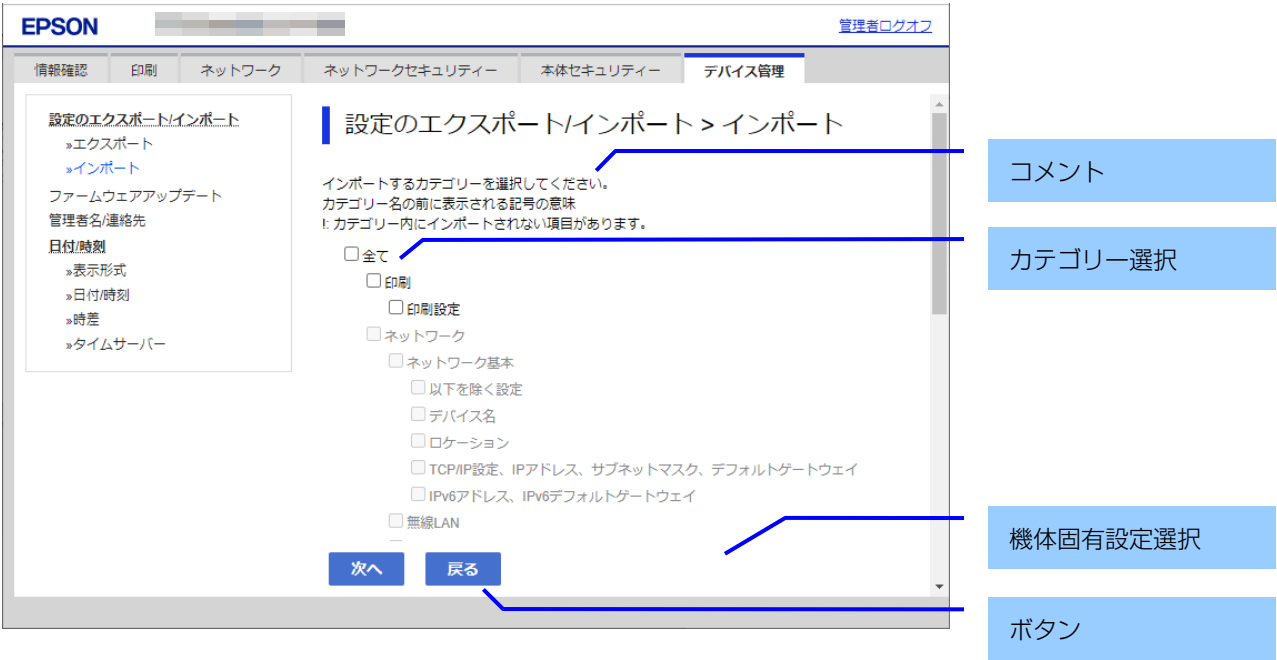 EPSON
管理者ログオフ
情報確認 印刷 ネットワーク ネットワークセキュリティー 本体セキュリティー デバイス管理
設定のエクスポート/インポート
»エクスポート
»インポート
ファームウェアアップデート
管理者名/連絡先
日付/時刻
»表示形式
»日付/時刻
»時差
»タイムサーバー
設定のエクスポート/インポート > インポート
インポートするカテゴリーを選択してください。
カテゴリー名の前に表示される記号の意味
!: カテゴリー内にインポートされない項目があります。
全て
印刷
印刷設定
ネットワーク
ネットワーク基本
以下を除く設定
デバイス名
ロケーション
TCP/IP設定、IPアドレス、サブネットマスク、デフォルトゲートウェイ
IPv6アドレス、IPv6デフォルトゲートウェイ
無線LAN
次へ 戻る
コメント
カテゴリー選択
機体固有設定選択
ボタン